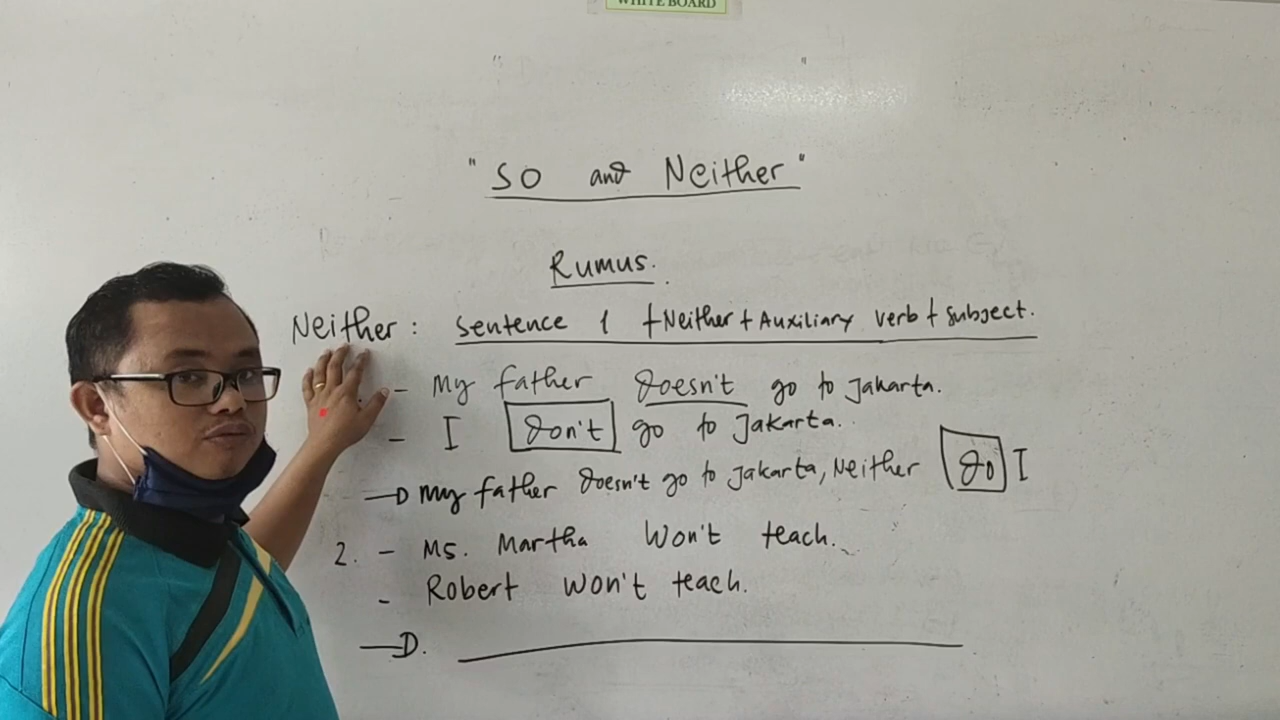 WHITE BOARD
"So and Neither"
Rumus.
Neither: Sentence 1 + Neither + Auxiliary verb + Subject.
- My father doesn't go to Jakarta.
- I don't go to Jakarta.
My father doesn't go to Jakarta, Neither do I
2. - Ms. Martha Won't teach.
- Robert won't teach.